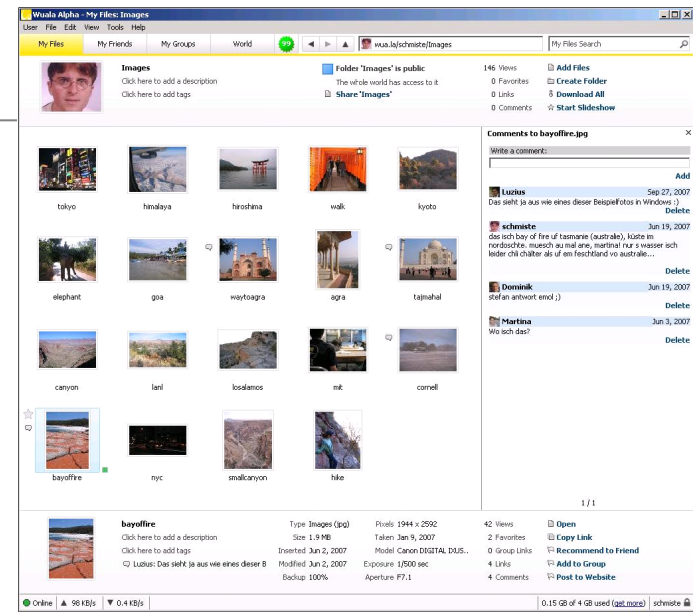 Wuala Alpha - My Files: Images
User File Edit View Tools Help
My Files My Friends My Groups World 99 wua.la/schmiste/Images My Files Search
Images
Click here to add a description
Click here to add tags
Folder 'Images' is public
The whole world has access to it
Share 'Images'
146 Views
0 Favorites
0 Links
0 Comments
Add Files
Create Folder
Download All
Start Slideshow
tokyo himalaya hiroshima walk kyoto
elephant goa waytoagra agra tajmahal
canyon lanl losalamos mit cornell
bayoffire nyc smallcanyon hike
Comments to bayoffire.jpg
Write a comment:
Add
Luzius Sep 27, 2007
Das sieht ja aus wie eines dieser Beispielfotos in Windows :)
Delete
schmiste Jun 19, 2007
das isch bay of fire uf tasmanie (australie), küste im
nordoschte. muesch au mal ane, martina! nur s wasser isch
leider chli chälter als uf em feschtland vo australie...
Delete
Dominik Jun 19, 2007
stefan antwort emol ;)
Delete
Martina Jun 3, 2007
Wo isch das?
Delete
1 / 1
bayoffire
Click here to add a description
Click here to add tags
Luzius: Das sieht ja aus wie eines dieser B
Type Images (jpg)
Size 1.9 MB
Inserted Jun 2, 2007
Modified Jun 2, 2007
Backup 100%
Pixels 1944 x 2592
Taken Jan 9, 2007
Model Canon DIGITAL IXUS..
Exposure 1/500 sec
Aperture F7.1
42 Views
2 Favorites
0 Group Links
4 Links
4 Comments
Open
Copy Link
Recommend to Friend
Add to Group
Post to Website
Online 98 KB/s 0.4 KB/s 0.15 GB of 4 GB used (get more) schmiste